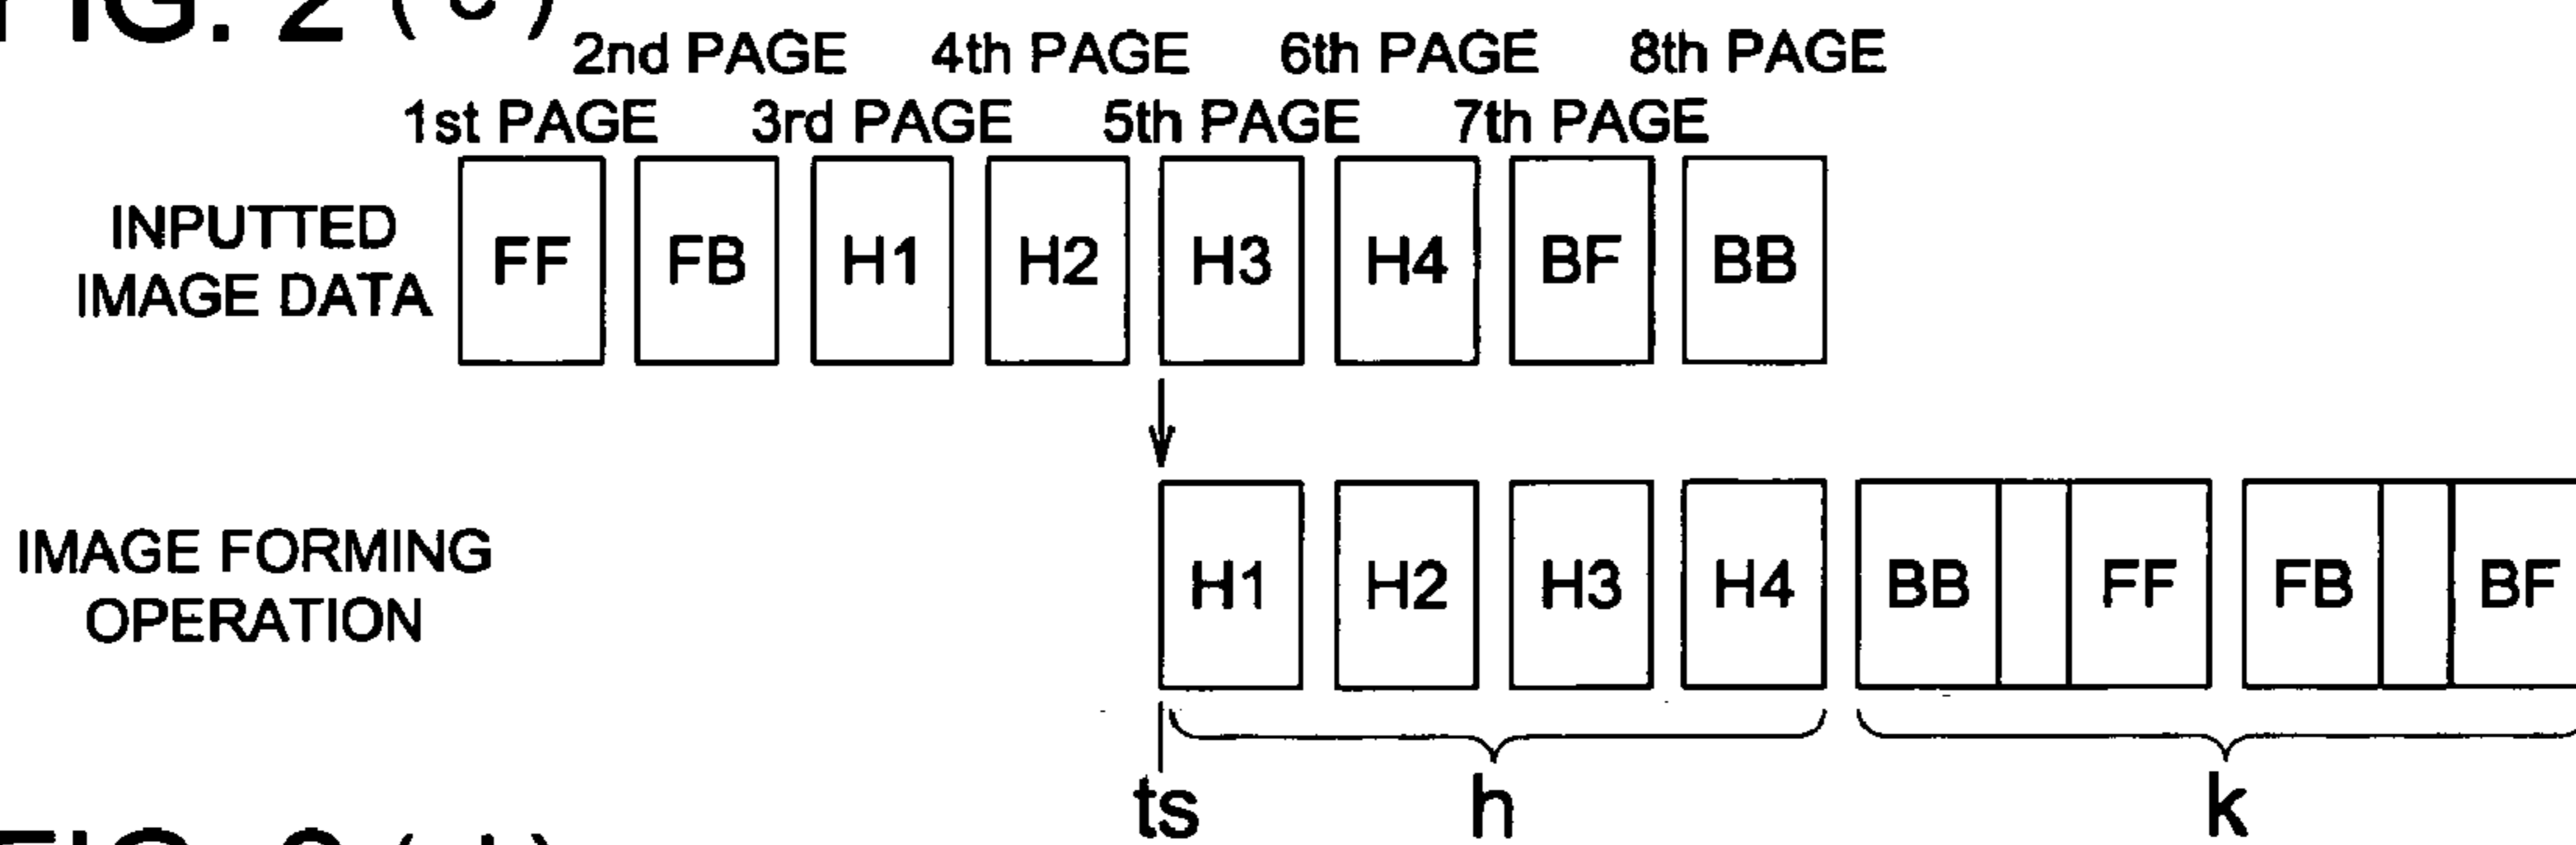 FIG. 2 ( c )
2nd PAGE 4th PAGE 6th PAGE 8th PAGE
1st PAGE 3rd PAGE 5th PAGE 7th PAGE
INPUTTED
IMAGE DATA
FF FB H1 H2 H3 H4 BF BB
IMAGE FORMING
OPERATION
H1 H2 H3 H4 BB FF FB BF
ts h k